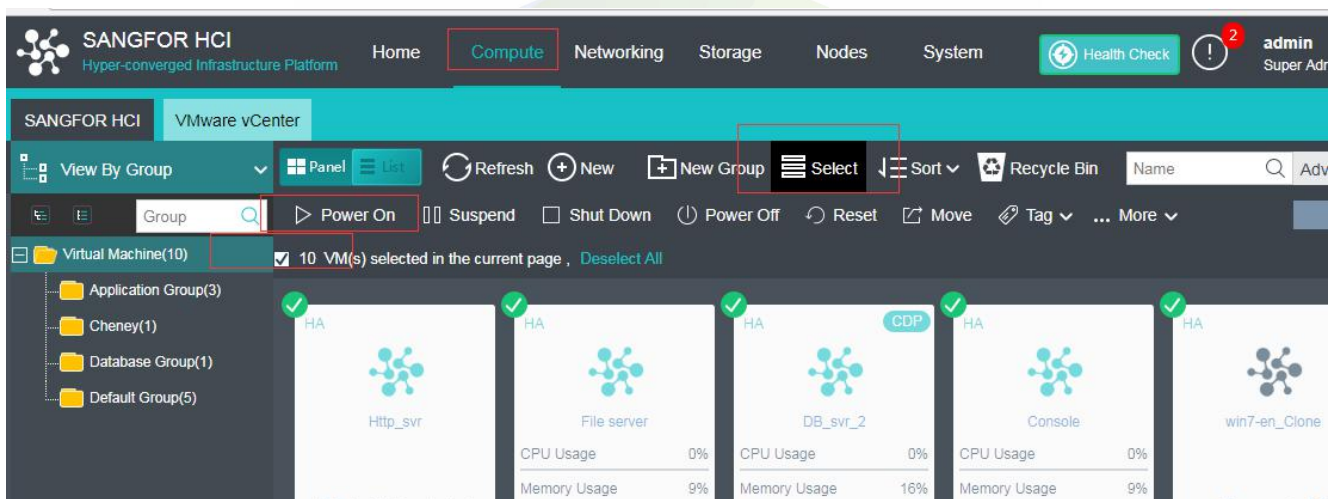 SANGFOR HCI
Hyper-converged Infrastructure Platform
Home Compute Networking Storage Nodes System Health Check ! 2 admin
Super Adr
SANGFOR HCI VMware vCenter
View By Group Panel List Refresh New New Group Select Sort Recycle Bin Name Adv
Group Power On Suspend Shut Down Power Off Reset Move Tag ... More
Virtual Machine(10) 10 VM(s) selected in the current page , Deselect All
Application Group(3)
Cheney(1)
Database Group(1)
Default Group(5)
HA HA HA CDP HA HA
Http_svr File server DB_svr_2 Console win7-en_Clone
CPU Usage 0% CPU Usage 0% CPU Usage 0%
Memory Usage 9% Memory Usage 16% Memory Usage 9%